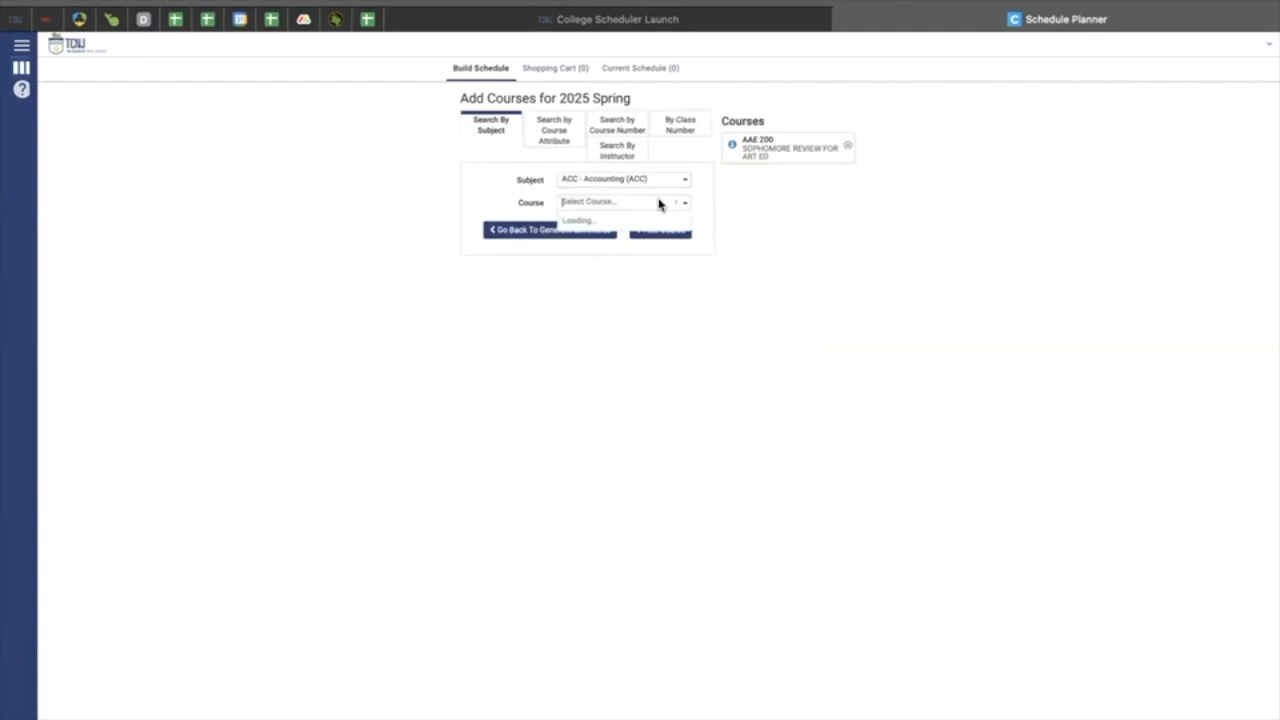 College Scheduler Launch
Schedule Planner
TCNJ
Build Schedule
Shopping Cart (0)
Current Schedule (0)
Add Courses for 2025 Spring
Search By
Subject
Search by
Course
Attribute
Search by
Course Number
By Class
Number
Search By
Instructor
Courses
AAE 200
SOPHOMORE REVIEW FOR
ART ED
Subject
ACC - Accounting (ACC)
Course
Select Course...
Loading...
Go Back To